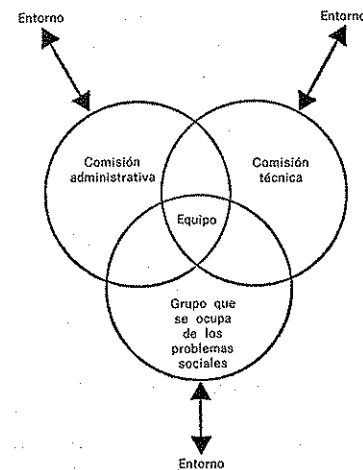 Entorno
Entorno
Comisión
administrativa
Comisión
técnica
Equipo
Grupo que
se ocupa
de los
problemas
sociales
Entorno